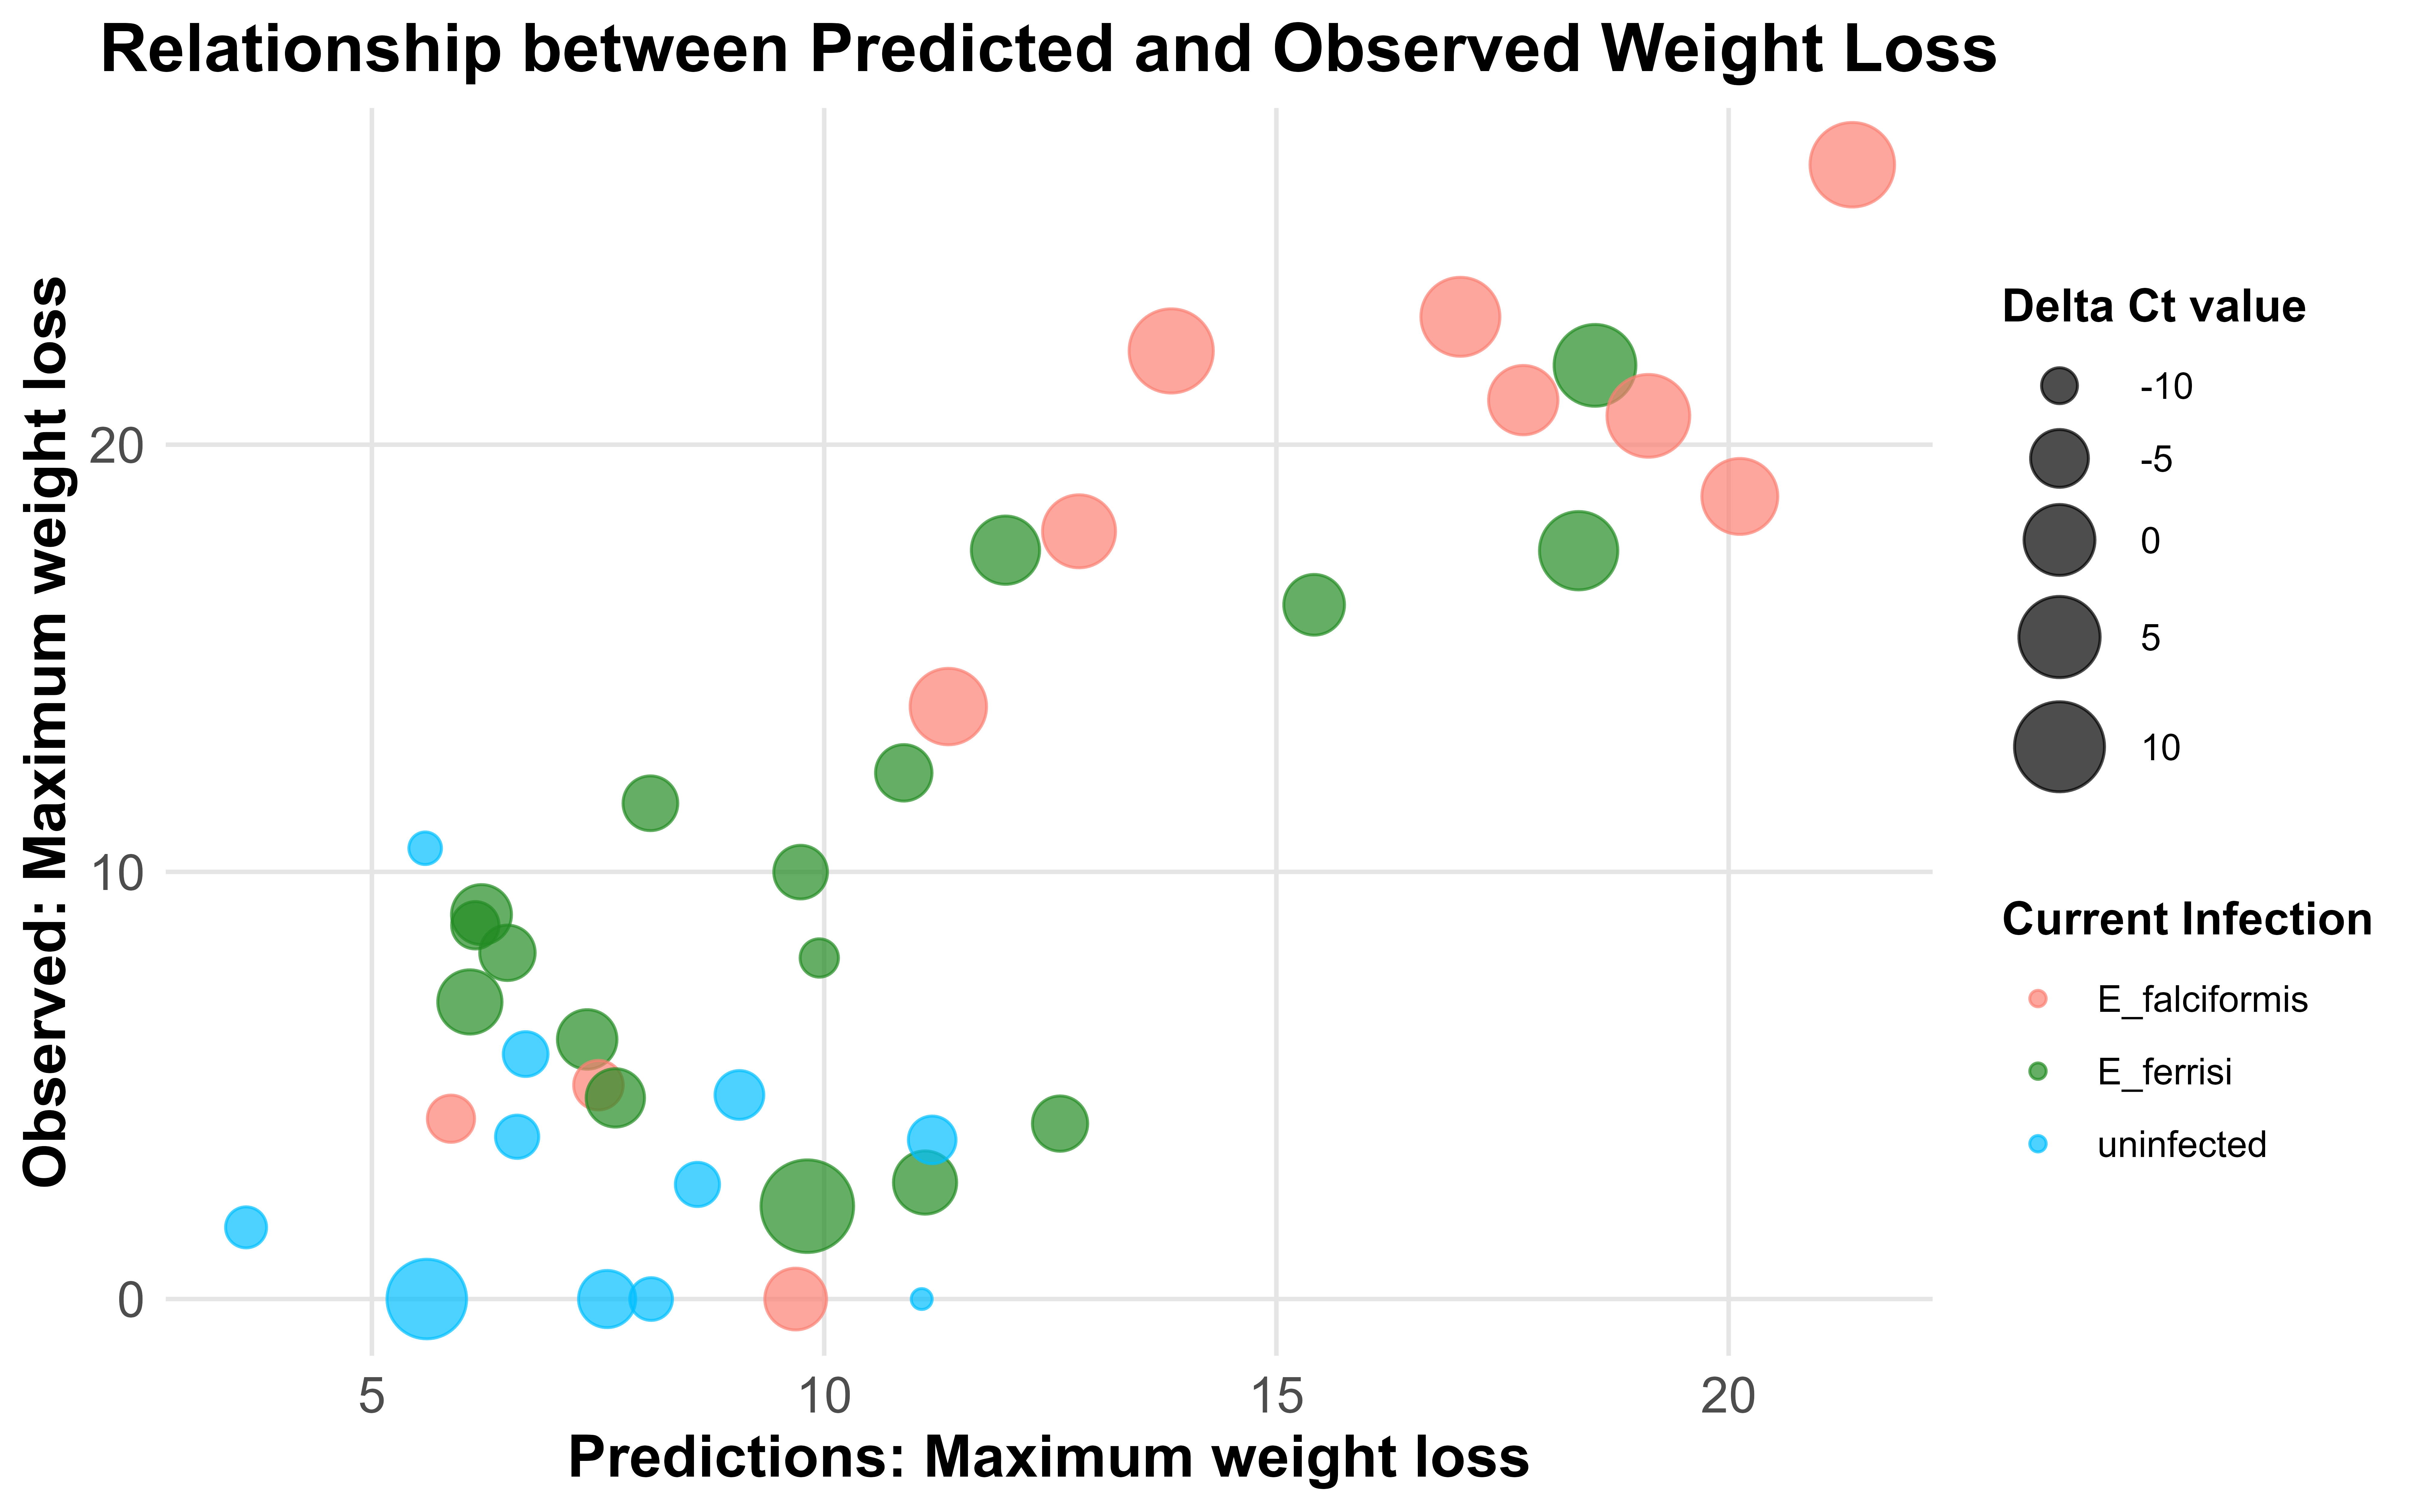 Relationship between Predicted and Observed Weight Loss
Observed: Maximum weight loss
20
10
0
5
10
15
20
Predictions: Maximum weight loss
Delta Ct value
-10
-5
0
5
10
Current Infection
E_falciformis
E_ferrisi
uninfected